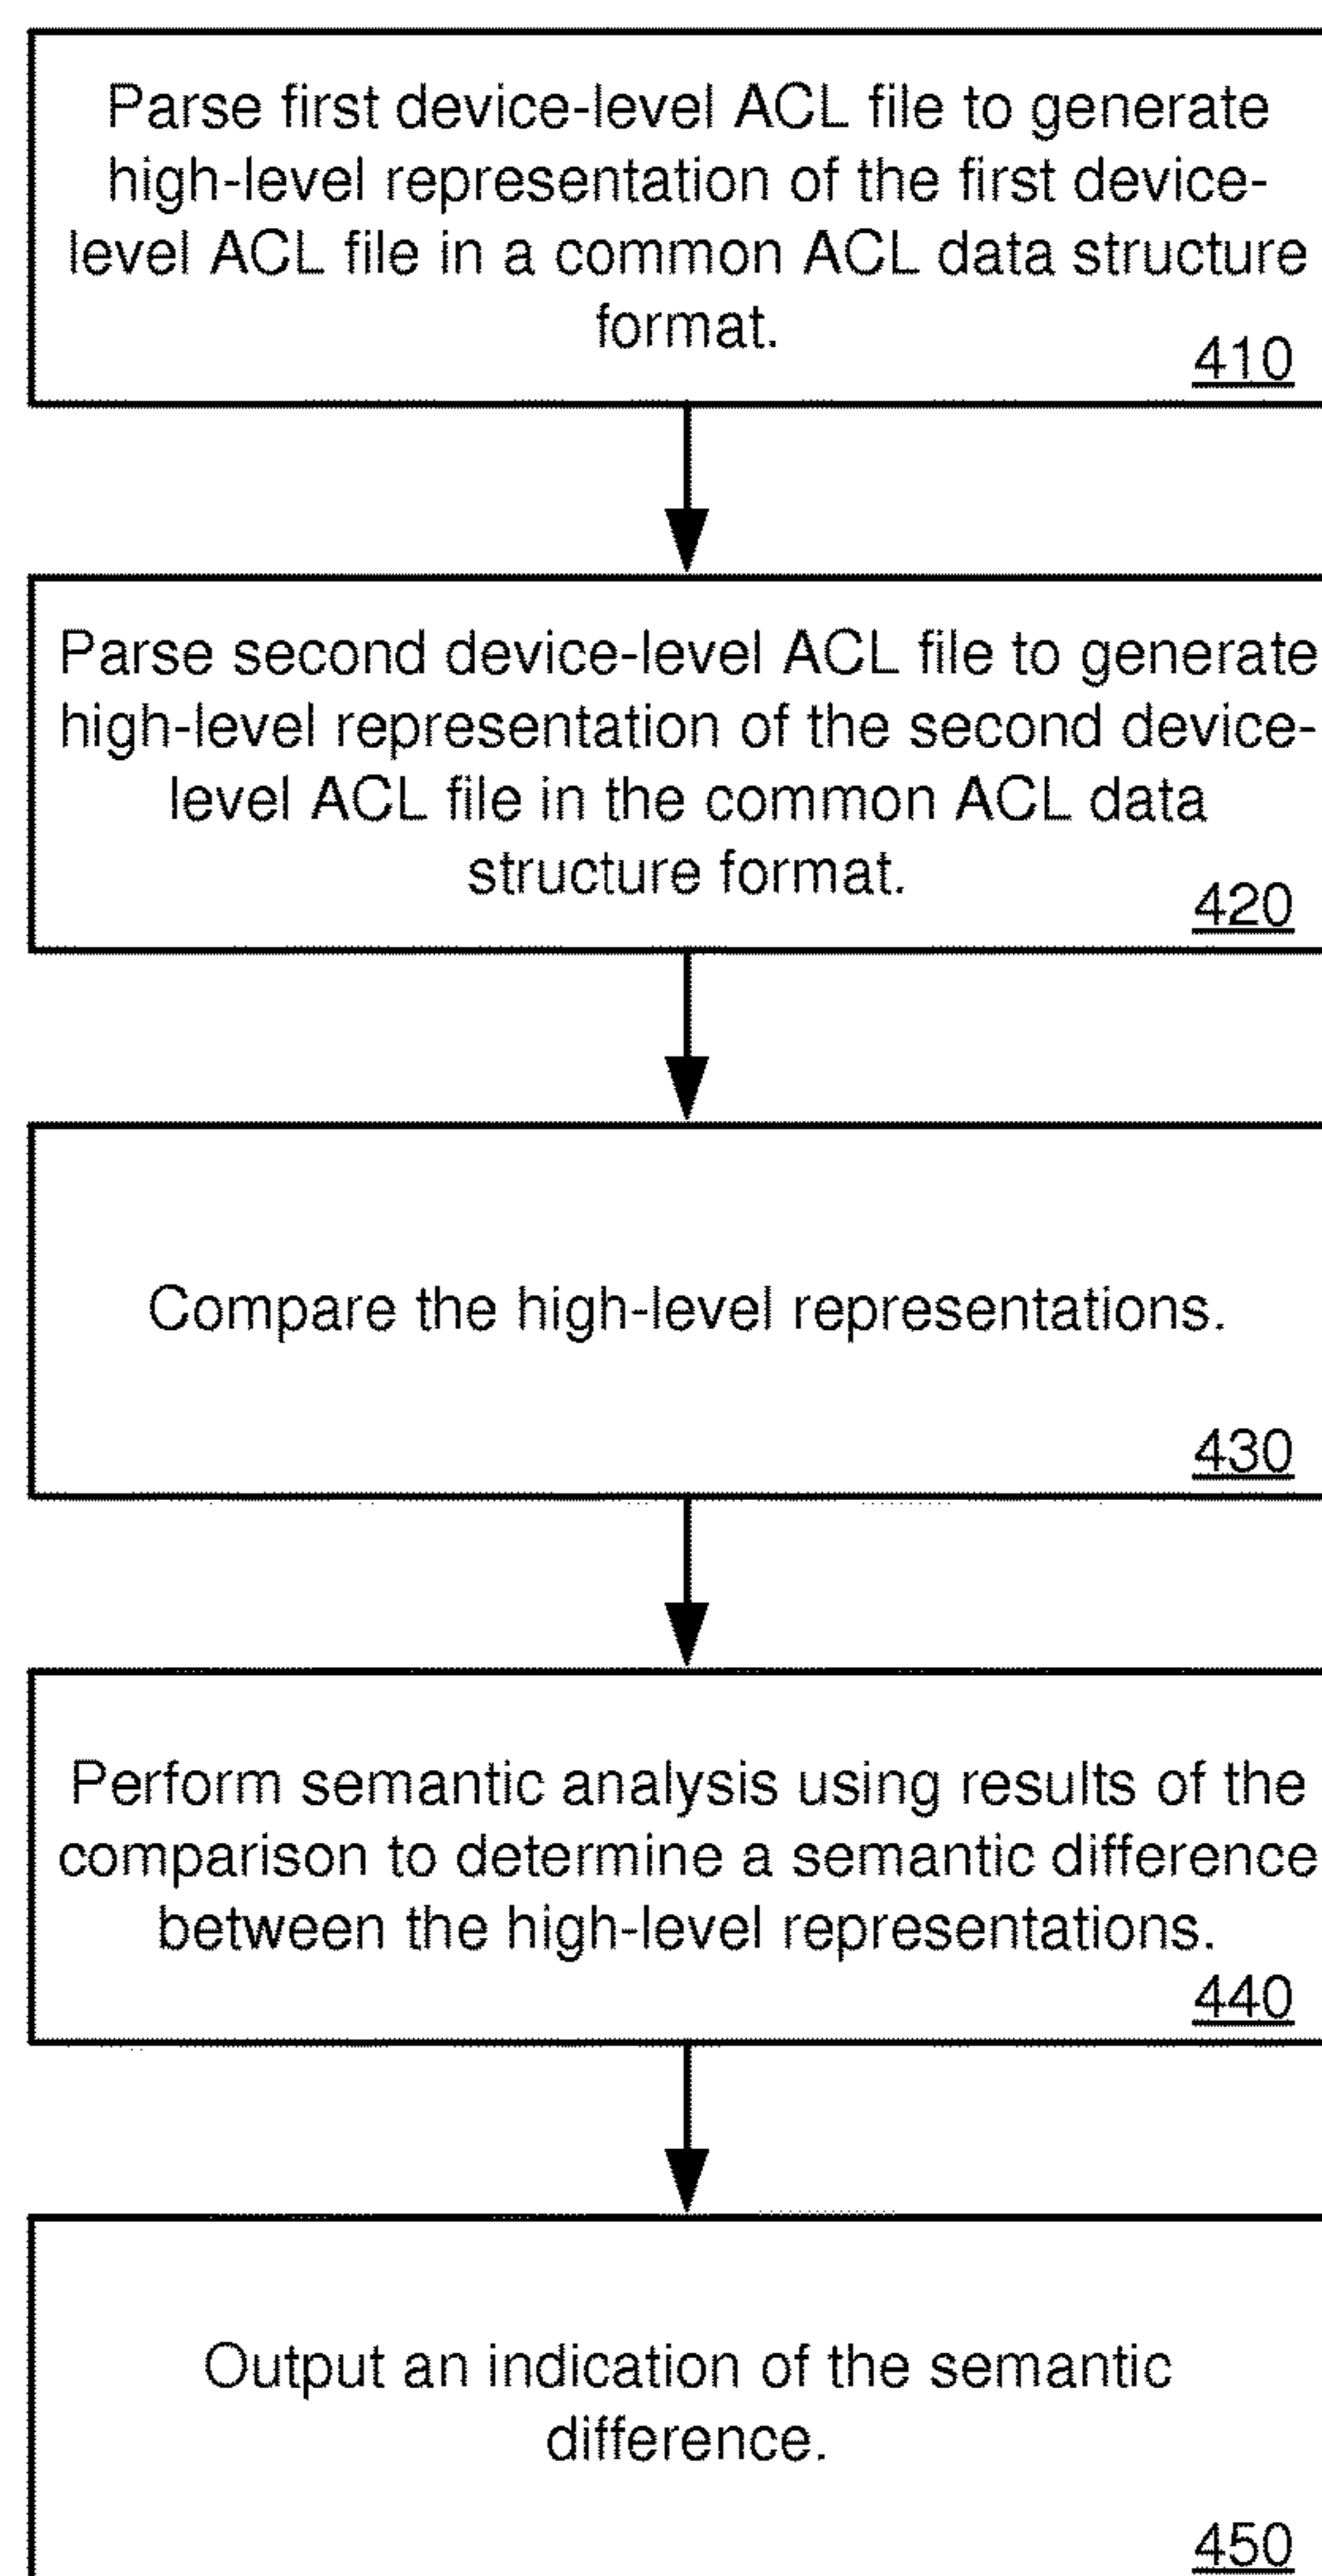 Parse first device-level ACL file to generate
high-level representation of the first device-
level ACL file in a common ACL data structure
format.
410
Parse second device-level ACL file to generate
high-level representation of the second device-
level ACL file in the common ACL data
structure format.
420
Compare the high-level representations.
430
Perform semantic analysis using results of the
comparison to determine a semantic difference
between the high-level representations.
440
Output an indication of the semantic
difference.
450